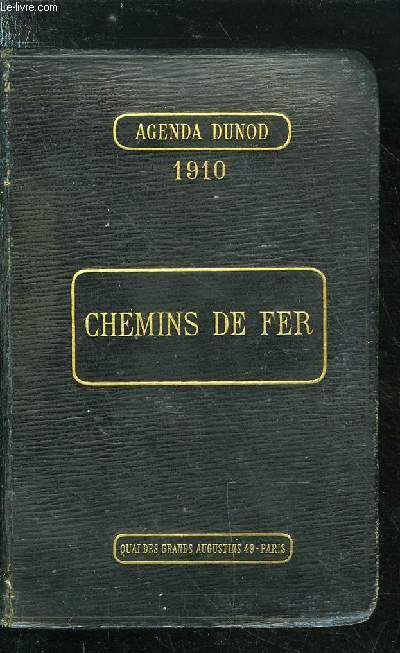 Le-livre.com
AGENDA DUNOD
1910
CHEMINS DE FER
QUAI DES GRANDS AUGUSTINS 49-PARIS